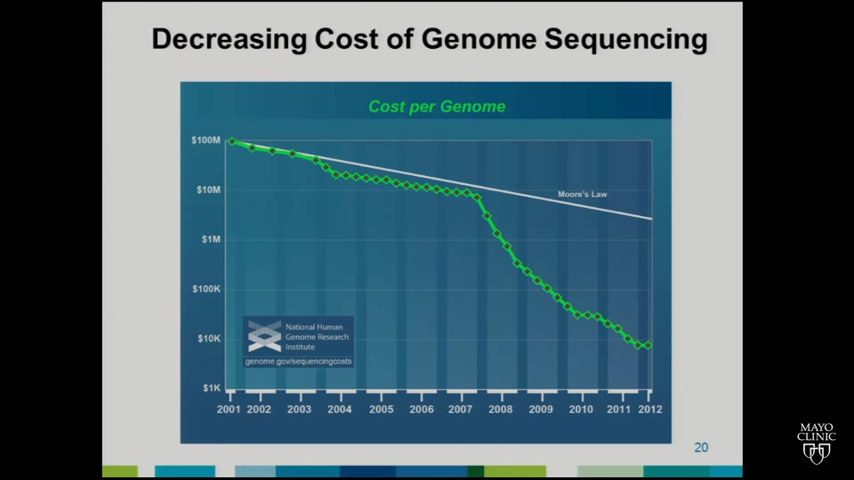 Decreasing Cost of Genome Sequencing
Cost per Genome
$100M
$10M
$1M
$100K
$10K
$1K
Moore's Law
National Human
Genome Research
Institute
genome.gov/sequencingcosts
2001 2002 2003 2004 2005 2006 2007 2008 2009 2010 2011 2012
20
MAYO
CLINIC